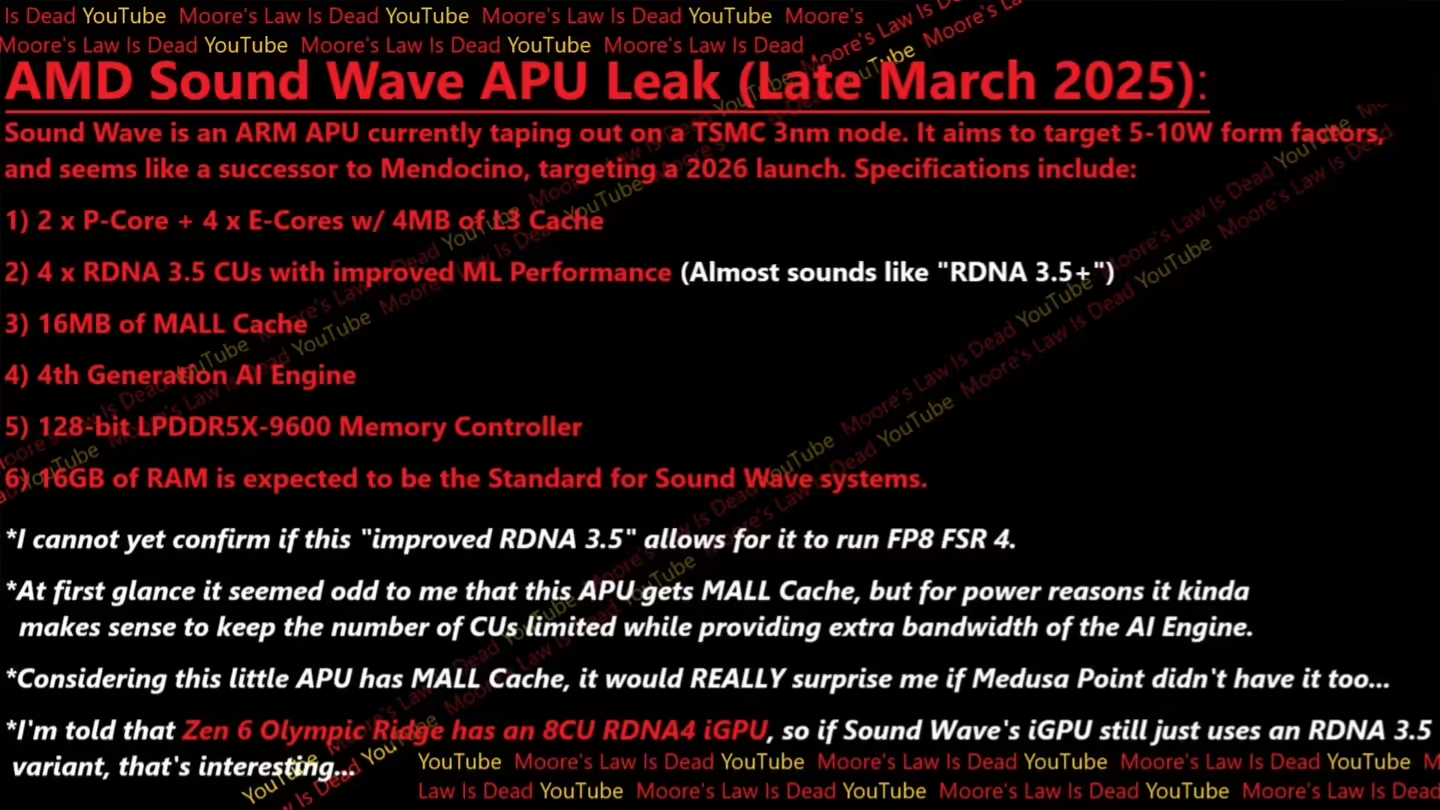 Is Dead YouTube Moore's Law Is Dead YouTube Moore's Law Is Dead YouTube Moore's
Moore's Law Is Dead YouTube Moore's Law Is Dead YouTube Moore's Law Is Dead
AMD Sound Wave APU Leak (Late March 2025):
Sound Wave is an ARM APU currently taping out on a TSMC 3nm node. It aims to target 5-10W form factors,
and seems like a successor to Mendocino, targeting a 2026 launch. Specifications include:
1) 2 x P-Core + 4 x E-Cores w/ 4MB of L3 Cache
2) 4 x RDNA 3.5 CUs with improved ML Performance (Almost sounds like "RDNA 3.5+")
3) 16MB of MALL Cache
4) 4th Generation AI Engine
5) 128-bit LPDDR5X-9600 Memory Controller
6) 16GB of RAM is expected to be the Standard for Sound Wave systems.
*I cannot yet confirm if this "improved RDNA 3.5" allows for it to run FP8 FSR 4.
*At first glance it seemed odd to me that this APU gets MALL Cache, but for power reasons it kinda
makes sense to keep the number of CUs limited while providing extra bandwidth of the AI Engine.
*Considering this little APU has MALL Cache, it would REALLY surprise me if Medusa Point didn't have it too...
*I'm told that Zen 6 Olympic Ridge has an 8CU RDNA4 iGPU, so if Sound Wave's iGPU still just uses an RDNA 3.5
variant, that's interesting...
YouTube Moore's Law Is Dead YouTube Moore's Law Is Dead YouTube Moore's Law Is Dead YouTube M
Law Is Dead YouTube Moore's Law Is Dead YouTube Moore's Law Is Dead YouTube Moore's Law Is Dead